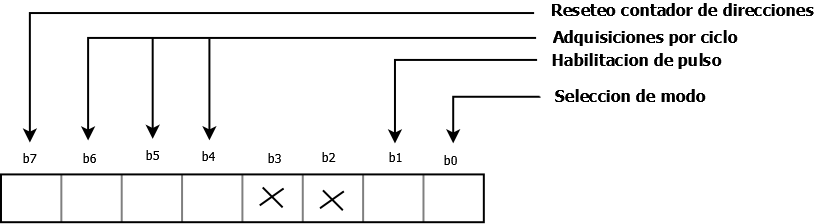 Reseteo contador de direcciones
Adquisiciones por ciclo
Habilitacion de pulso
Seleccion de modo
b7 b6 b5 b4 b3 b2 b1 b0